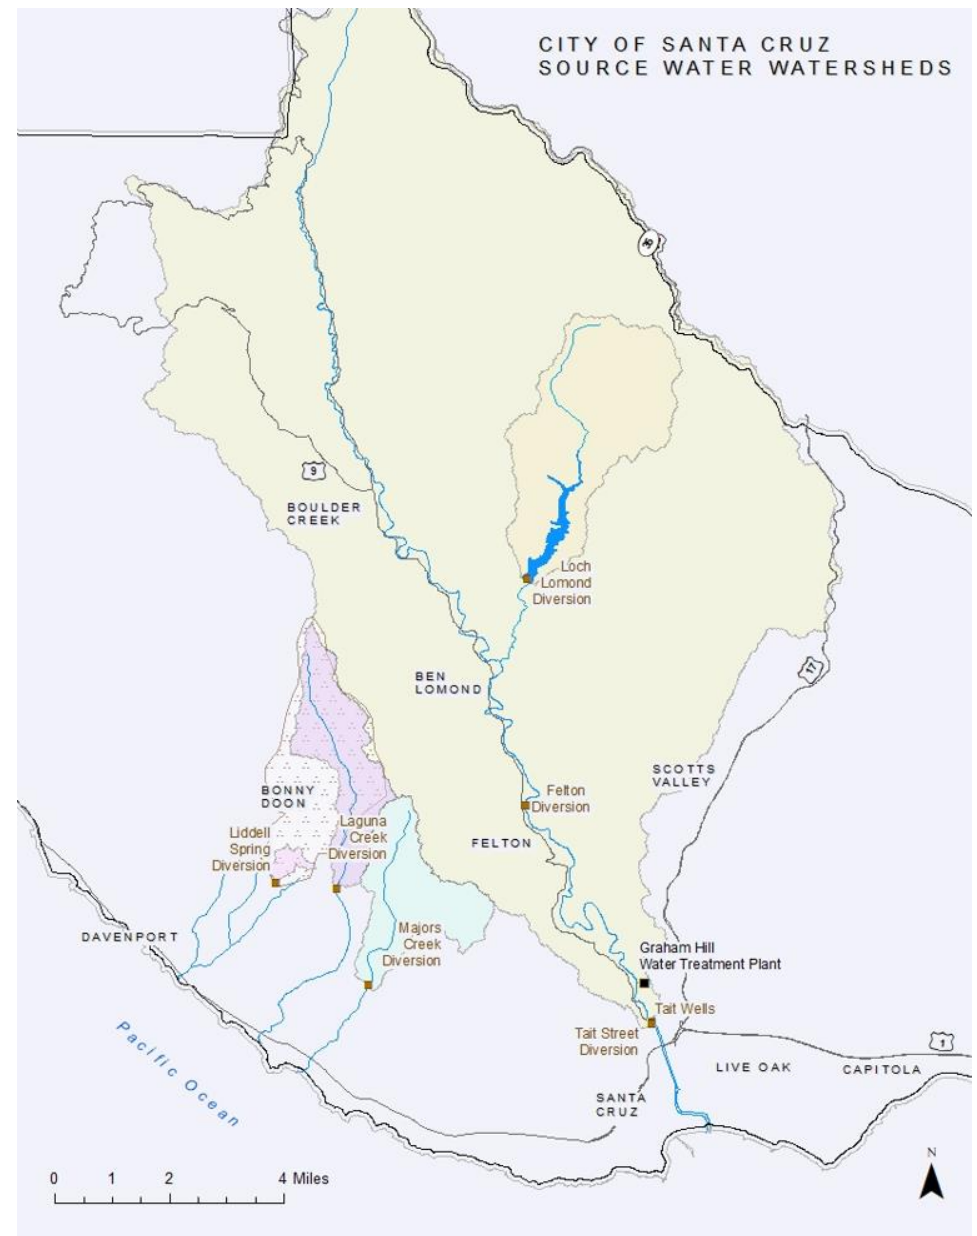 CITY OF SANTA CRUZ
SOURCE WATER WATERSHEDS
35
9
BOULDER
CREEK
Loch
Lomond
Diversion
BEN
LOMOND
17
SCOTTS
VALLEY
BONNY
DOON
Felton
Diversion
Liddell
Spring
Diversion
Laguna
Creek
Diversion
FELTON
DAVENPORT
Majors
Creek
Diversion
Graham Hill
Water Treatment Plant
Tait Wells
Tait Street
Diversion
1
LIVE OAK
CAPITOLA
Pacific Ocean
SANTA
CRUZ
N
0 1 2 4 Miles